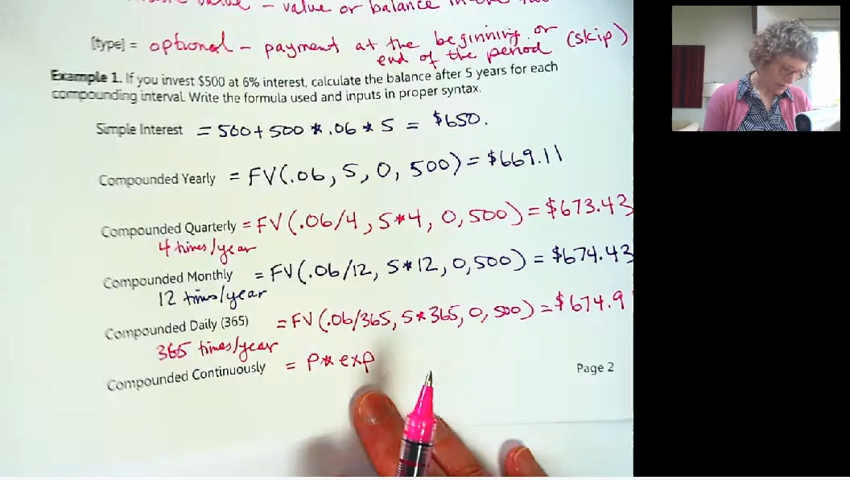 - value or balance in the
[type] = optional - payment at the beginning or
end of the period (skip)
Example 1. If you invest $500 at 6% interest, calculate the balance after 5 years for each
compounding interval. Write the formula used and inputs in proper syntax.
Simple Interest = 500+500*.06*5 = $650.
Compounded Yearly = FV(.06, 5, 0, 500) = $669.11
Compounded Quarterly = FV(.06/4, 5*4, 0, 500) = $673.43
4 times/year
Compounded Monthly = FV(.06/12, 5*12, 0, 500) = $674.43
12 times/year
Compounded Daily (365) = FV(.06/365, 5*365, 0, 500) = $674.9
365 times/year
Compounded Continuously = P*exp
Page 2